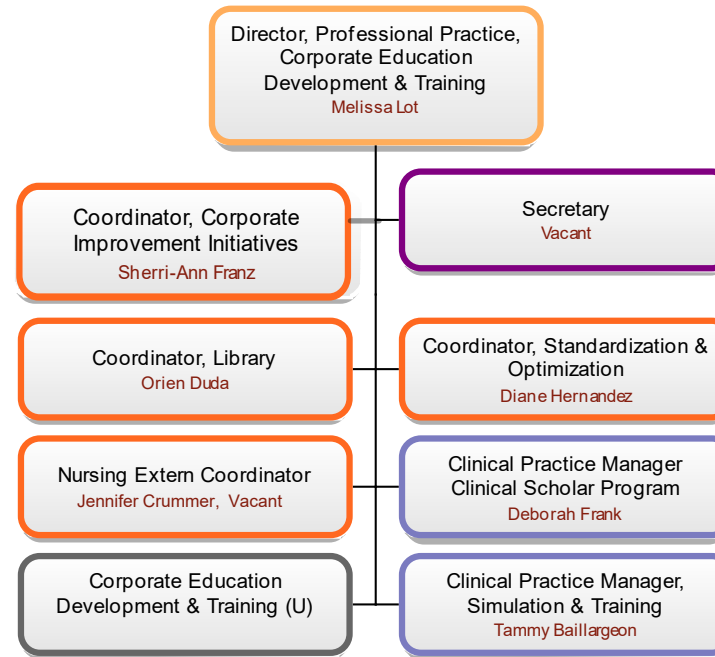 Director, Professional Practice,
Corporate Education
Development & Training
Melissa Lot
Coordinator, Corporate
Improvement Initiatives
Sherri-Ann Franz
Secretary
Vacant
Coordinator, Library
Orien Duda
Coordinator, Standardization &
Optimization
Diane Hernandez
Nursing Extern Coordinator
Jennifer Crummer, Vacant
Clinical Practice Manager
Clinical Scholar Program
Deborah Frank
Corporate Education
Development & Training (U)
Clinical Practice Manager,
Simulation & Training
Tammy Baillargeon